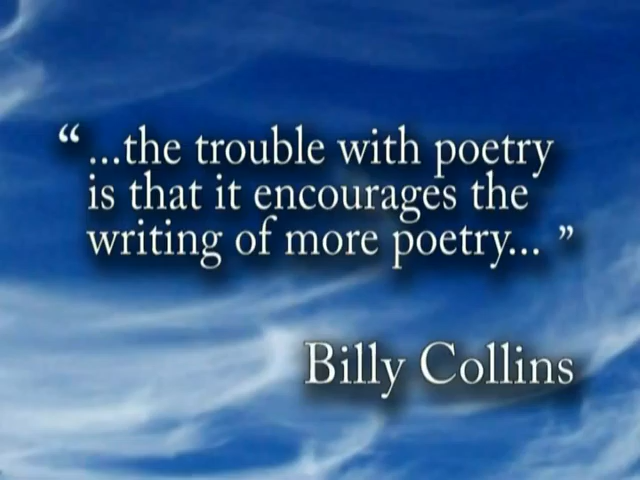 “...the trouble with poetry
is that it encourages the
writing of more poetry... ”
Billy Collins